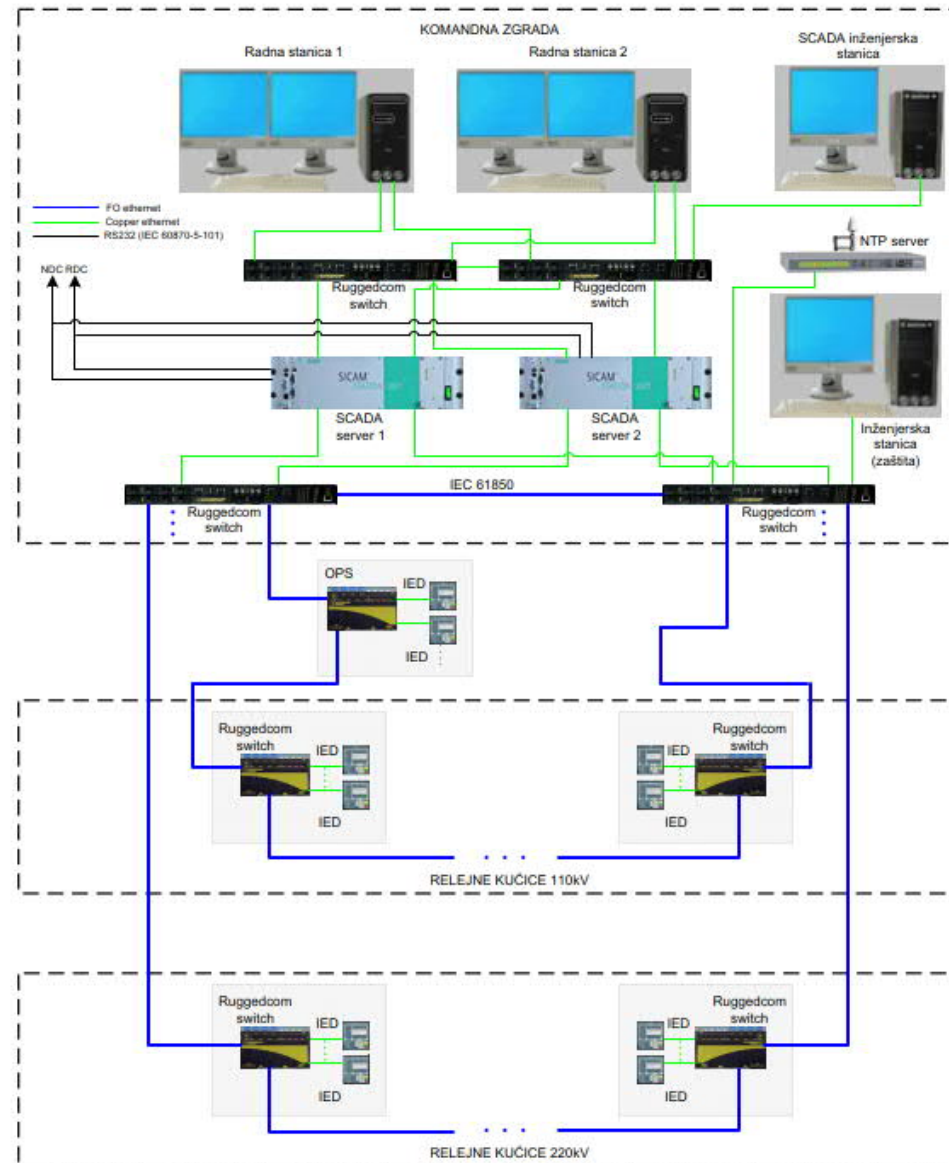 KOMANDNA ZGRADA
Radna stanica 1
Radna stanica 2
SCADA inženjerska
stanica
FO ethernet
Copper ethernet
RS232 (IEC 60870-5-101)
NDC RDC
NTP server
Ruggedcom
switch
Ruggedcom
switch
SICAM
SICAM
SCADA
server 1
SCADA
server 2
Inženjerska
stanica
(zaštita)
IEC 61850
Ruggedcom
switch
Ruggedcom
switch
OPS
IED
IED
Ruggedcom
switch
IED
IED
Ruggedcom
switch
IED
IED
RELEJNE KUĆICE 110kV
Ruggedcom
switch
IED
IED
Ruggedcom
switch
IED
IED
RELEJNE KUĆICE 220kV